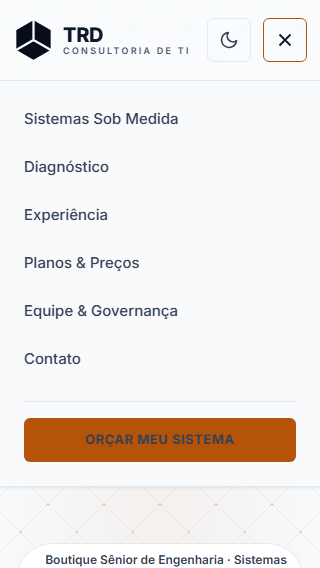 TRD
CONSULTORIA DE TI
Sistemas Sob Medida
Diagnóstico
Experiência
Planos & Preços
Equipe & Governança
Contato
ORÇAR MEU SISTEMA
Boutique Sênior de Engenharia · Sistemas